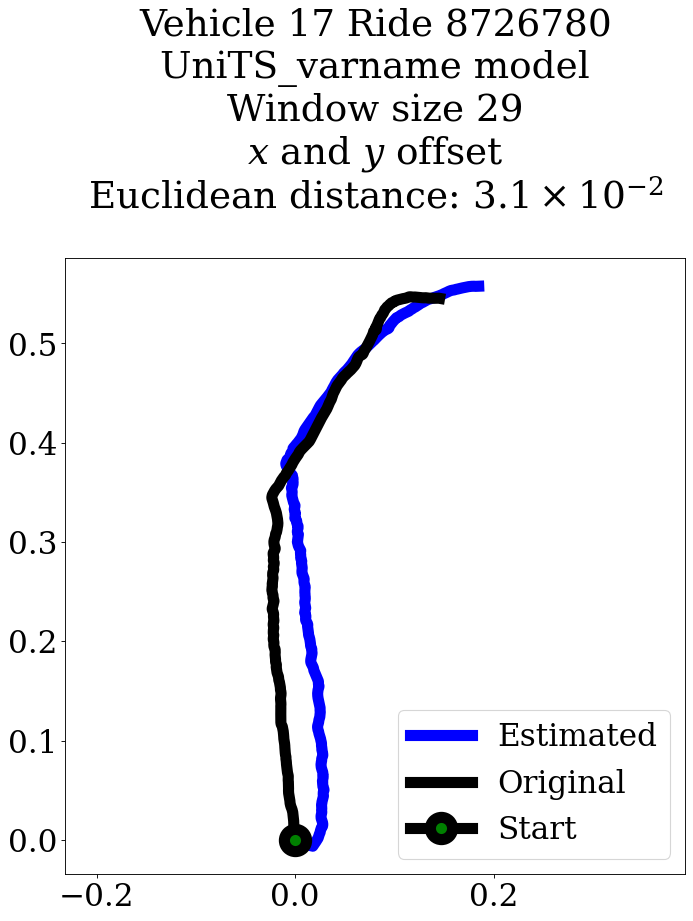 Vehicle 17 Ride 8726780
UniTS_varname model
Window size 29
x and y offset
Euclidean distance: 3.1 × 10⁻²
0.5
0.4
0.3
0.2
0.1
0.0
−0.2 0.0 0.2
Estimated
Original
Start